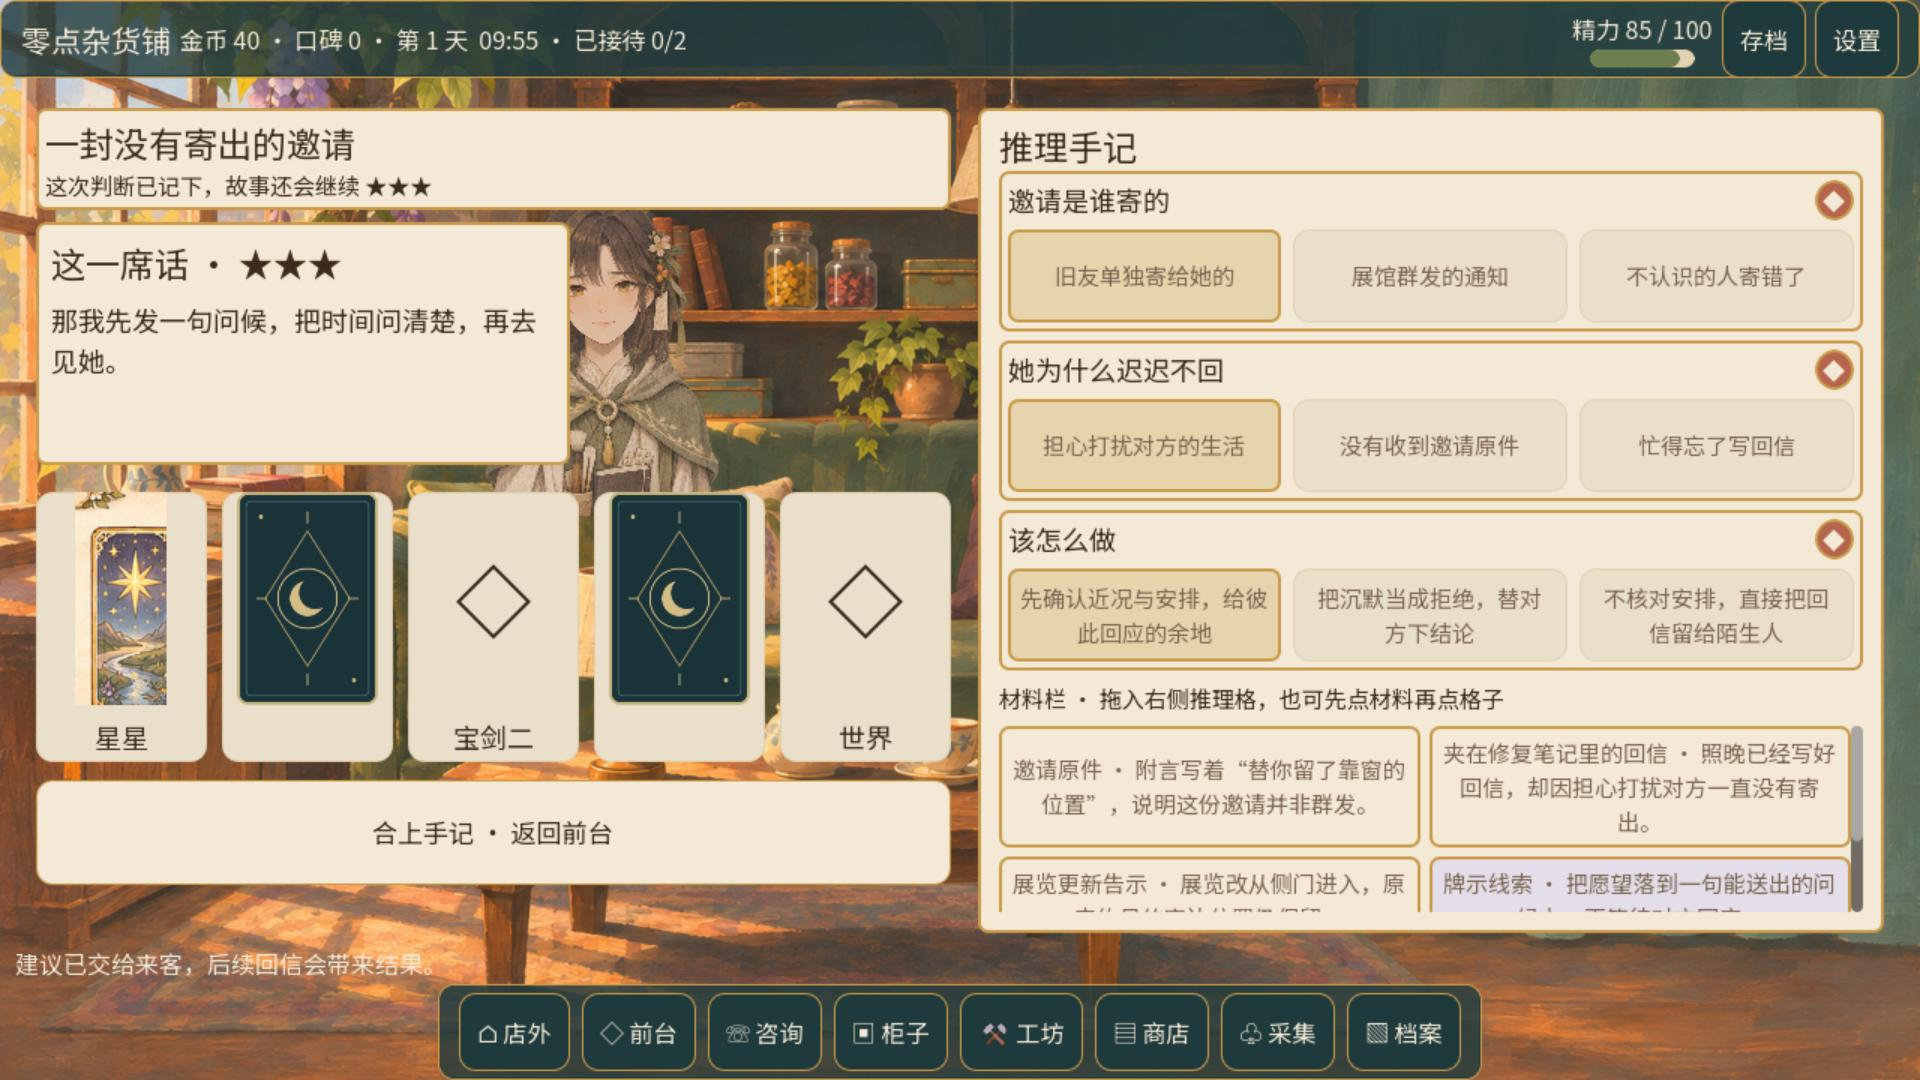 零点杂货铺 金币 40 · 口碑 0 · 第 1 天 09:55 · 已接待 0/2
精力 85 / 100
存档
设置
一封没有寄出的邀请
这次判断已记下，故事还会继续 ★★★
这一席话 · ★★★
那我先发一句问候，把时间问清楚，再去
见她。
星星
宝剑二
世界
合上手记 · 返回前台
推理手记
邀请是谁寄的
旧友单独寄给她的
展馆群发的通知
不认识的人寄错了
她为什么迟迟不回
担心打扰对方的生活
没有收到邀请原件
忙得忘了写回信
该怎么做
先确认近况与安排，给彼
此回应的余地
把沉默当成拒绝，替对
方下结论
不核对安排，直接把回
信留给陌生人
材料栏 · 拖入右侧推理格，也可先点材料再点格子
邀请原件 · 附言写着“替你留了靠窗的
位置”，说明这份邀请并非群发。
夹在修复笔记里的回信 · 照晚已经写好
回信，却因担心打扰对方一直没有寄
出。
展览更新告示 · 展览改从侧门进入，原
牌示线索 · 把愿望落到一句能送出的问
建议已交给来客，后续回信会带来结果。
店外
前台
咨询
柜子
工坊
商店
采集
档案